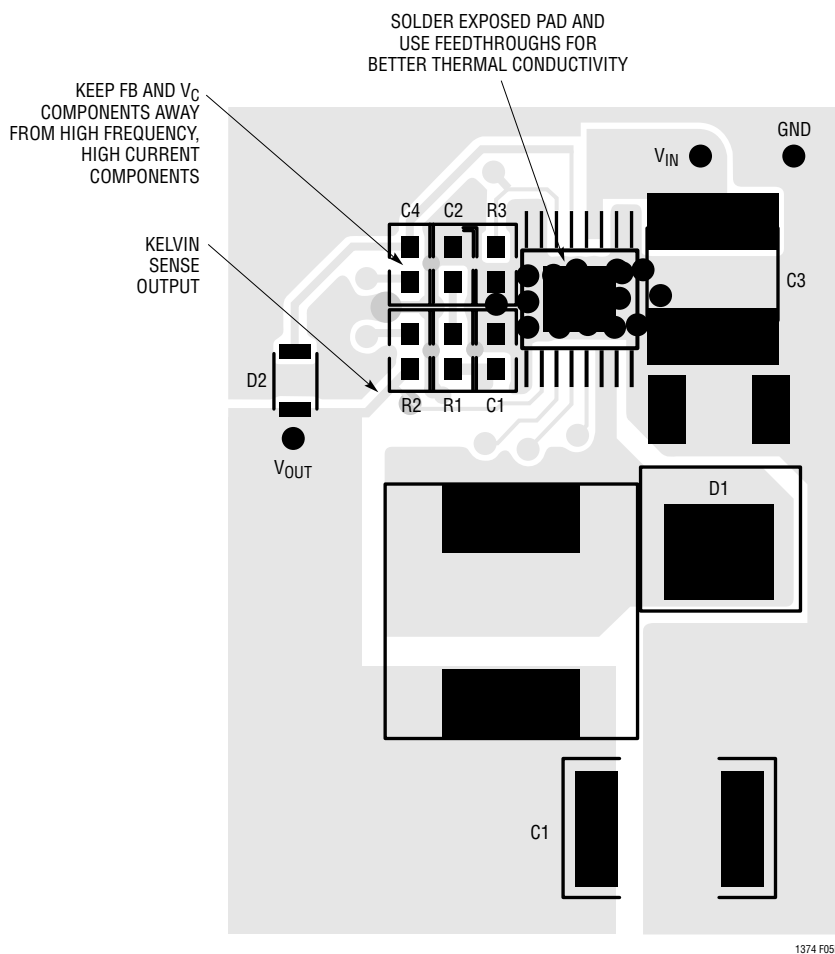 SOLDER EXPOSED PAD AND
USE FEEDTHROUGHS FOR
BETTER THERMAL CONDUCTIVITY
KEEP FB AND VC
COMPONENTS AWAY
FROM HIGH FREQUENCY,
HIGH CURRENT
COMPONENTS
GND
VIN
C4
C2
R3
KELVIN
SENSE
OUTPUT
C3
D2
R2
R1
C1
VOUT
D1
C1
1374 F05